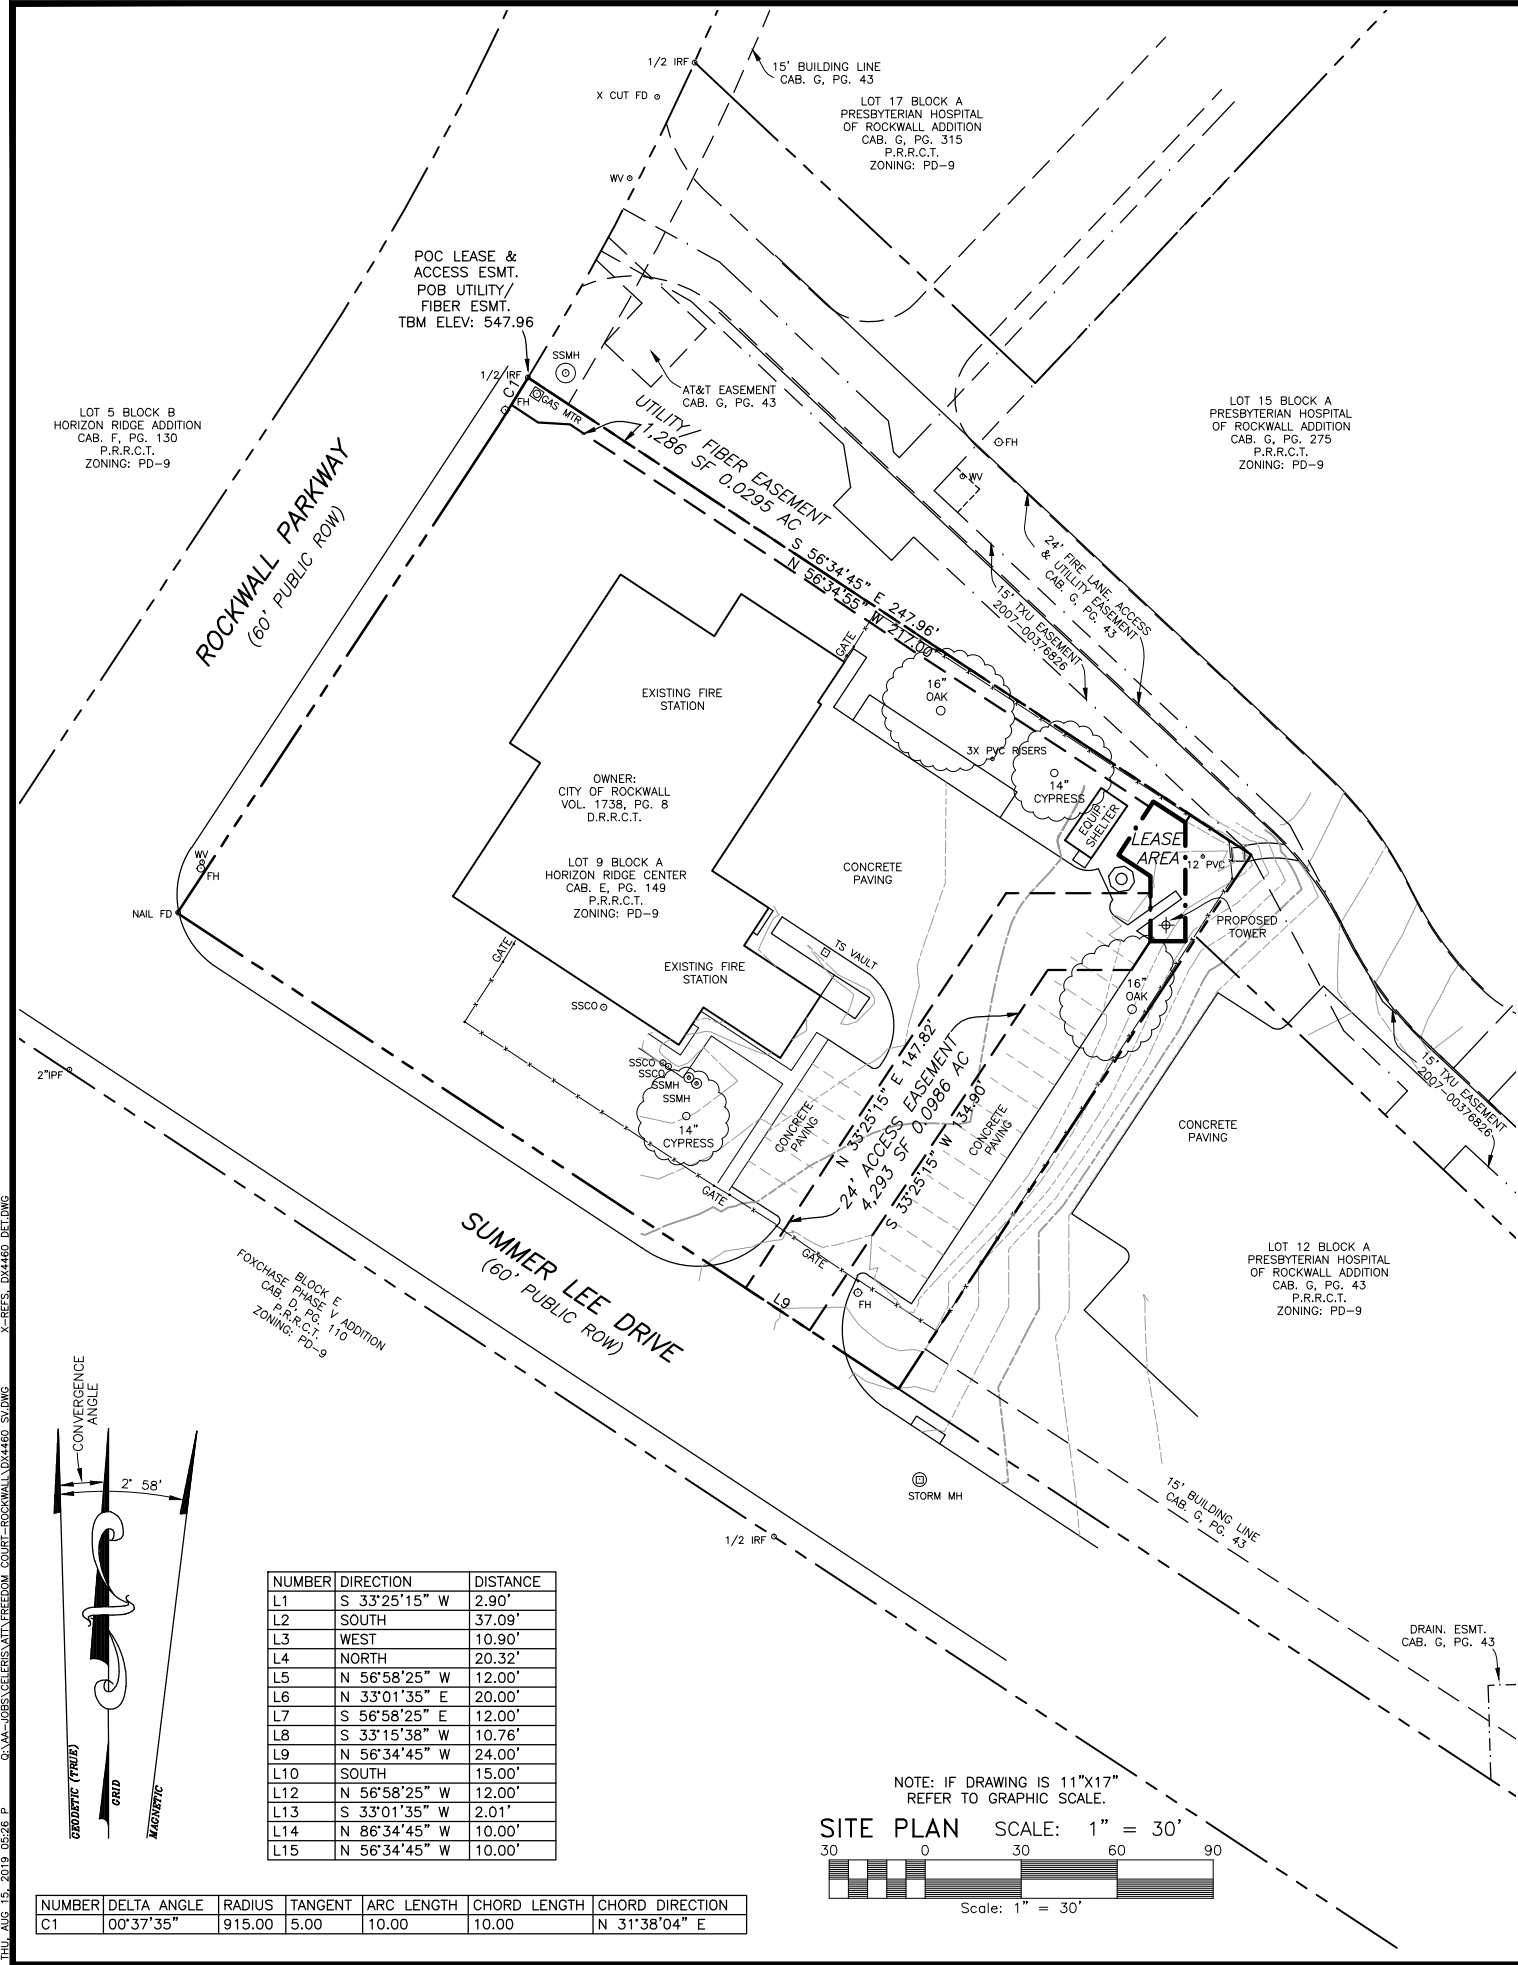 1/2 IRF
15' BUILDING LINE
CAB. G, PG. 43
X CUT FD
LOT 17 BLOCK A
PRESBYTERIAN HOSPITAL
OF ROCKWALL ADDITION
CAB. G, PG. 315
P.R.R.C.T.
ZONING: PD-9
WV
POC LEASE &
ACCESS ESMT.
POB UTILITY/
FIBER ESMT.
TBM ELEV: 547.96
SSMH
1/2 IRF
C1
FH
GAS MTR
AT&T EASEMENT
CAB. G, PG. 43
LOT 5 BLOCK B
HORIZON RIDGE ADDITION
CAB. F, PG. 130
P.R.R.C.T.
ZONING: PD-9
LOT 15 BLOCK A
PRESBYTERIAN HOSPITAL
OF ROCKWALL ADDITION
CAB. G, PG. 275
P.R.R.C.T.
ZONING: PD-9
FH
WV
ROCKWALL PARKWAY
(60' PUBLIC ROW)
UTILITY/ FIBER EASEMENT
1,286 SF 0.0295 AC
S 56°34'45" E 247.96'
N 56°34'55" W 217.00'
24' FIRE LANE, ACCESS
& UTILLITY EASEMENT
CAB. G, PG. 43
15' TXU EASEMENT
2007-00376826
GATE
16"
OAK
EXISTING FIRE
STATION
3X PVC RISERS
14"
CYPRESS
OWNER:
CITY OF ROCKWALL
VOL. 1738, PG. 8
D.R.R.C.T.
EQUIP.
SHELTER
LEASE
AREA
12 PVC
WV
FH
LOT 9 BLOCK A
HORIZON RIDGE CENTER
CAB. E, PG. 149
P.R.R.C.T.
ZONING: PD-9
CONCRETE
PAVING
NAIL FD
PROPOSED
TOWER
GATE
TS VAULT
EXISTING FIRE
STATION
16"
OAK
SSCO
2"IPF
SSCO
SSCO
SSMH
SSMH
14"
CYPRESS
CONCRETE
PAVING
N 33°25'15" E 147.82'
24' ACCESS EASEMENT
4,293 SF 0.0986 AC
S 33°25'15" W 134.90'
CONCRETE
PAVING
15' TXU EASEMENT
2007-00376826
CONCRETE
PAVING
GATE
GATE
SUMMER LEE DRIVE
(60' PUBLIC ROW)
L9
FH
LOT 12 BLOCK A
PRESBYTERIAN HOSPITAL
OF ROCKWALL ADDITION
CAB. G, PG. 43
P.R.R.C.T.
ZONING: PD-9
BLOCK E
FOXCHASE PHASE V ADDITION
CAB. D, PG. 110
P.R.R.C.T.
ZONING: PD-9
CONVERGENCE
ANGLE
2° 58'
GEODETIC (TRUE)
GRID
MAGNETIC
STORM MH
1/2 IRF
15' BUILDING LINE
CAB. G, PG. 43
DRAIN. ESMT.
CAB. G, PG. 43
NUMBER DIRECTION DISTANCE
L1 S 33°25'15" W 2.90'
L2 SOUTH 37.09'
L3 WEST 10.90'
L4 NORTH 20.32'
L5 N 56°58'25" W 12.00'
L6 N 33°01'35" E 20.00'
L7 S 56°58'25" E 12.00'
L8 S 33°15'38" W 10.76'
L9 N 56°34'45" W 24.00'
L10 SOUTH 15.00'
L12 N 56°58'25" W 12.00'
L13 S 33°01'35" W 2.01'
L14 N 86°34'45" W 10.00'
L15 N 56°34'45" W 10.00'
NOTE: IF DRAWING IS 11"X17"
REFER TO GRAPHIC SCALE.
SITE PLAN SCALE: 1" = 30'
30 0 30 60 90
Scale: 1" = 30'
NUMBER DELTA ANGLE RADIUS TANGENT ARC LENGTH CHORD LENGTH CHORD DIRECTION
C1 00°37'35" 915.00 5.00 10.00 10.00 N 31°38'04" E
THU, AUG 15, 2019 05:26 P Q:\AA-JOBS\CELERIS\ATT\FREEDOM COURT-ROCKWALL\DX4460 SV.DWG X-REFS, DX4460 DET.DWG